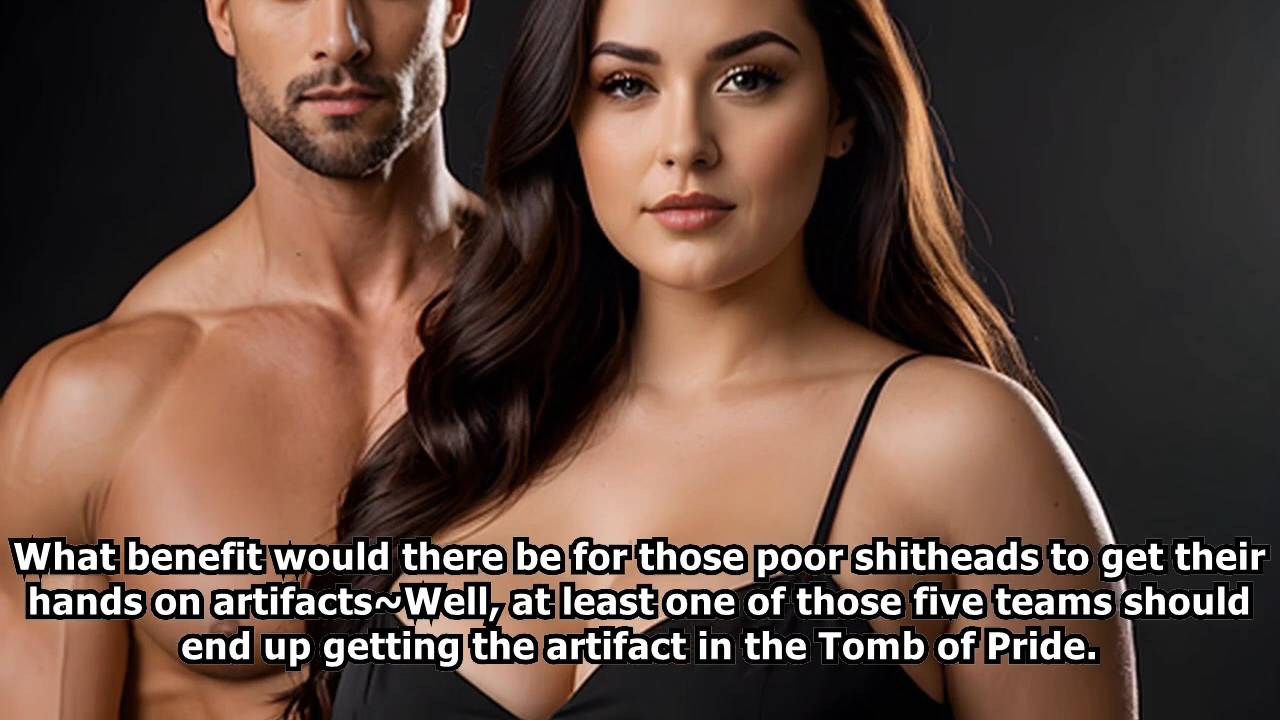 What benefit would there be for those poor shitheads to get their
hands on artifacts~Well, at least one of those five teams should
end up getting the artifact in the Tomb of Pride.